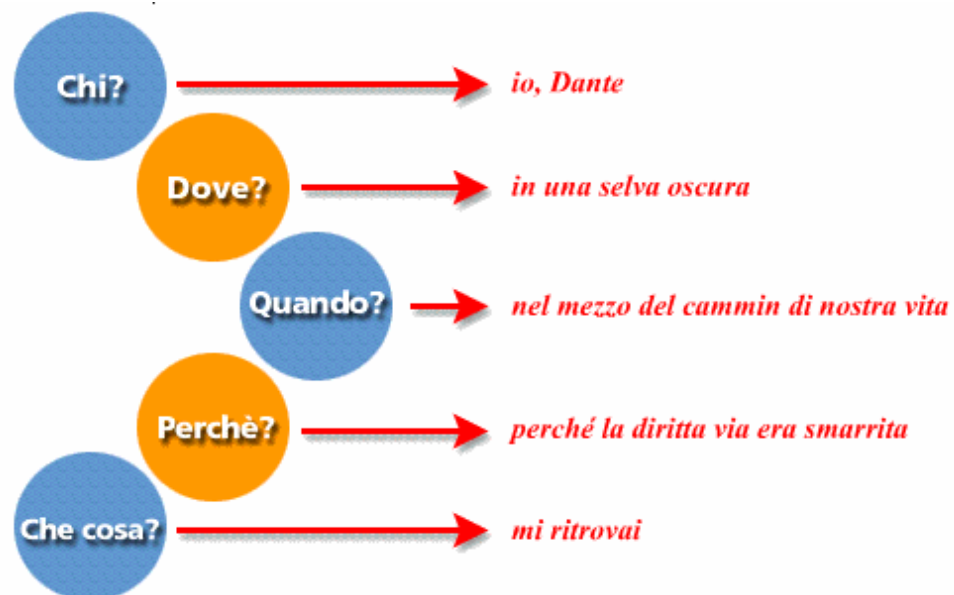 Chi? io, Dante
Dove? in una selva oscura
Quando? nel mezzo del cammin di nostra vita
Perchè? perché la diritta via era smarrita
Che cosa? mi ritrovai